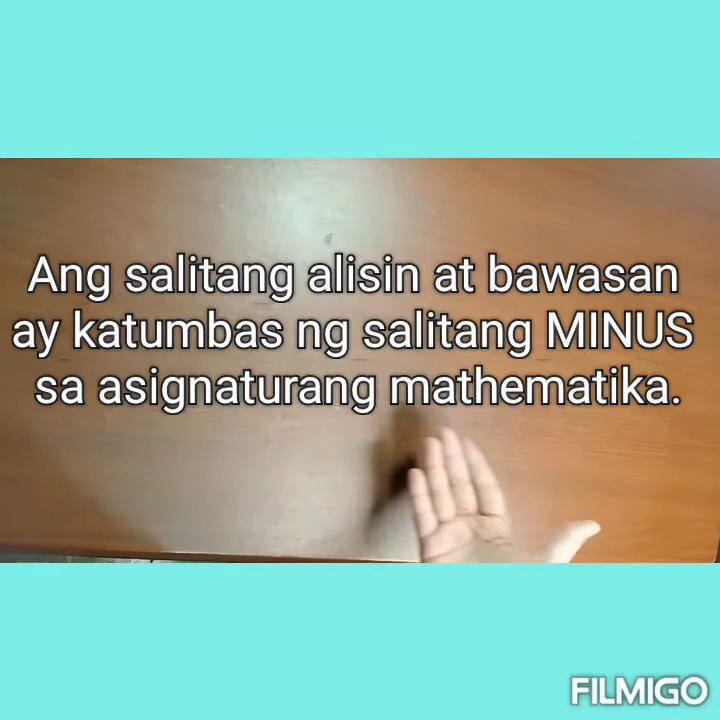 Ang salitang alisin at bawasan
ay katumbas ng salitang MINUS
sa asignaturang mathematika.
FILMIGO